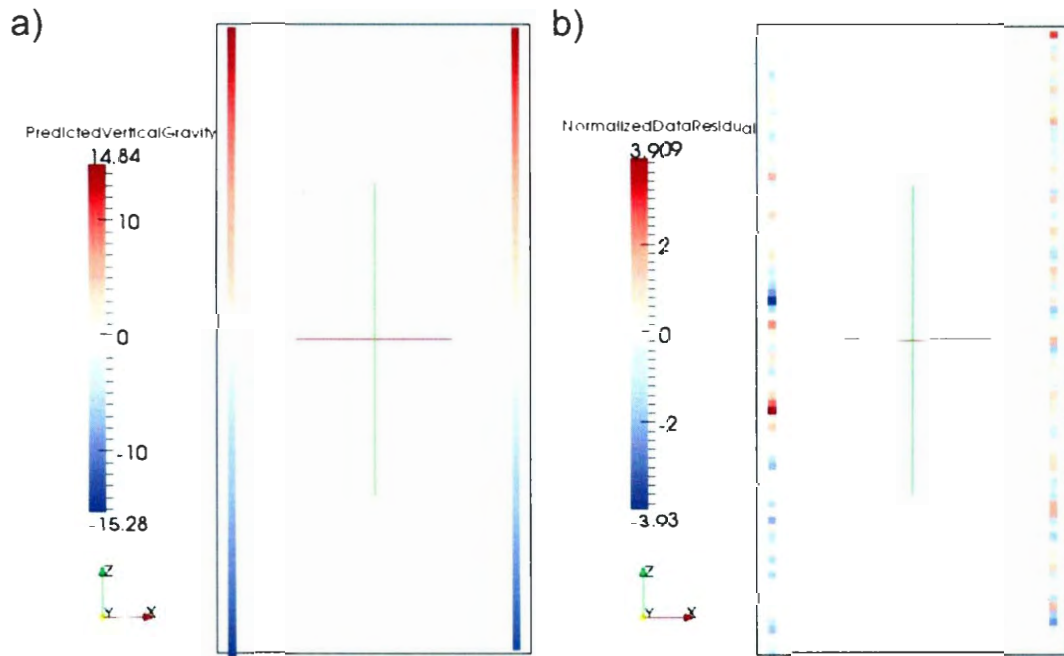 a)
PredictedVerticalGravity
14.84
10
0
-10
-15.28
Z
Y
X
b)
NormalizedDataResidual
3.909
2
0
-2
-3.93
Z
Y
X